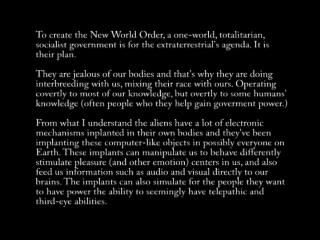 To create the New World Order, a one-world, totalitarian,
socialist government is for the extraterrestrial's agenda. It is
their plan.
They are jealous of our bodies and that's why they are doing
interbreeding with us, mixing their race with ours. Operating
covertly to most of our knowledge, but overtly to some humans'
knowledge (often people who they help gain goverment power.)
From what I understand the aliens have a lot of electronic
mechanisms inplanted in their own bodies and they've been
implanting these computer-like objects in possibly everyone on
Earth. These implants can manipulate us to behave differently
stimulate pleasure (and other emotion) centers in us, and also
feed us information such as audio and visual directly to our
brains. The implants can also simulate for the people they want
to have power the ability to seemingly have telepathic and
third-eye abilities.